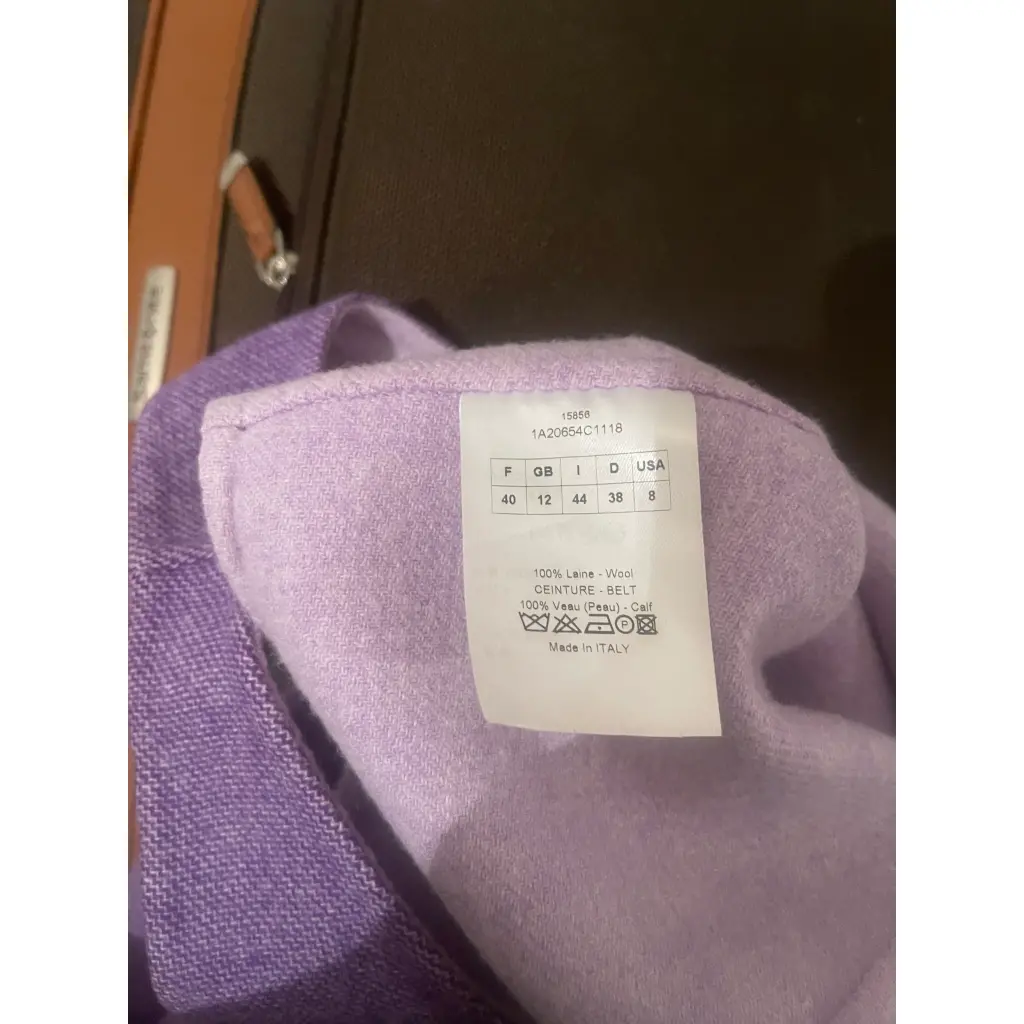 15856
1A20654C1118
F GB I D USA
40 12 44 38 8
100% Laine - Wool
CEINTURE - BELT
100% Veau (Peau) - Calf
P
Made in ITALY